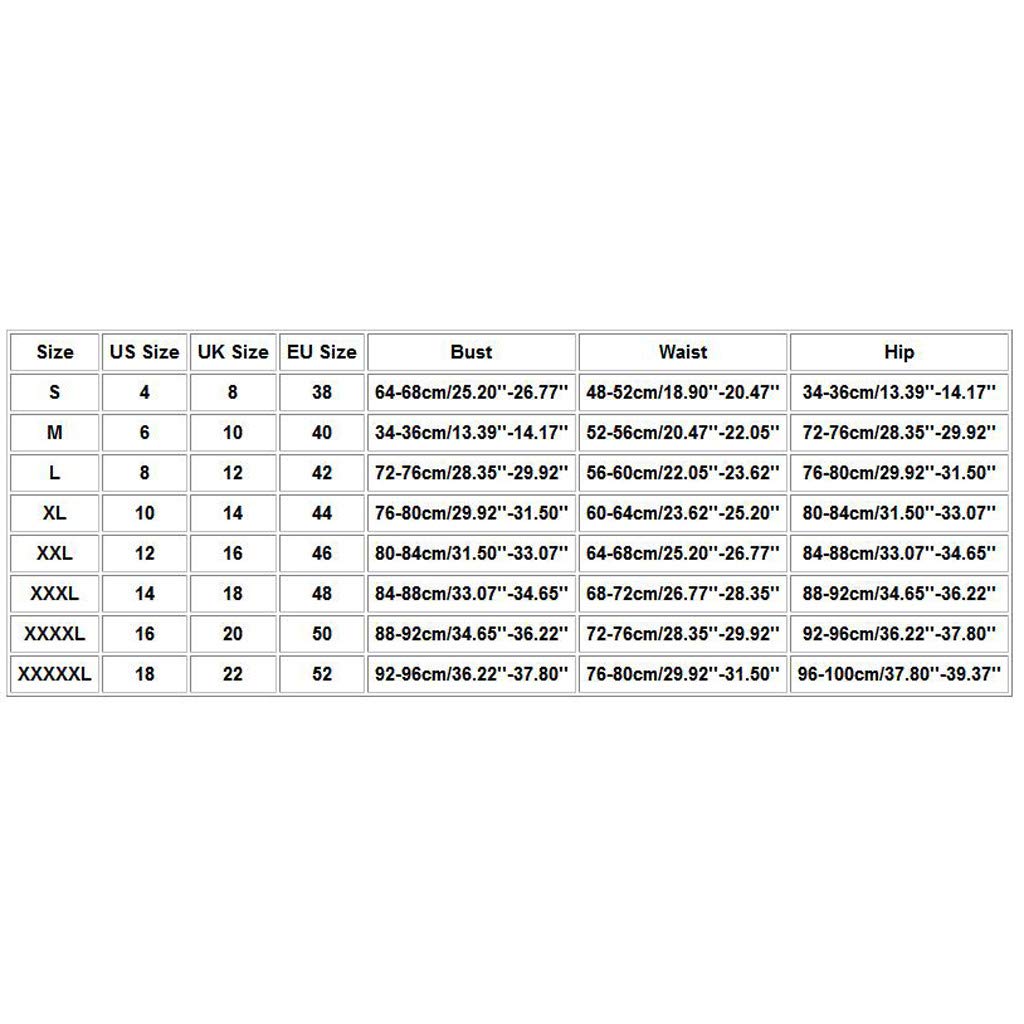 Size US Size UK Size EU Size Bust Waist Hip
S 4 8 38 64-68cm/25.20''-26.77'' 48-52cm/18.90''-20.47'' 34-36cm/13.39''-14.17''
M 6 10 40 34-36cm/13.39''-14.17'' 52-56cm/20.47''-22.05'' 72-76cm/28.35''-29.92''
L 8 12 42 72-76cm/28.35''-29.92'' 56-60cm/22.05''-23.62'' 76-80cm/29.92''-31.50''
XL 10 14 44 76-80cm/29.92''-31.50'' 60-64cm/23.62''-25.20'' 80-84cm/31.50''-33.07''
XXL 12 16 46 80-84cm/31.50''-33.07'' 64-68cm/25.20''-26.77'' 84-88cm/33.07''-34.65''
XXXL 14 18 48 84-88cm/33.07''-34.65'' 68-72cm/26.77''-28.35'' 88-92cm/34.65''-36.22''
XXXXL 16 20 50 88-92cm/34.65''-36.22'' 72-76cm/28.35''-29.92'' 92-96cm/36.22''-37.80''
XXXXXL 18 22 52 92-96cm/36.22''-37.80'' 76-80cm/29.92''-31.50'' 96-100cm/37.80''-39.37''